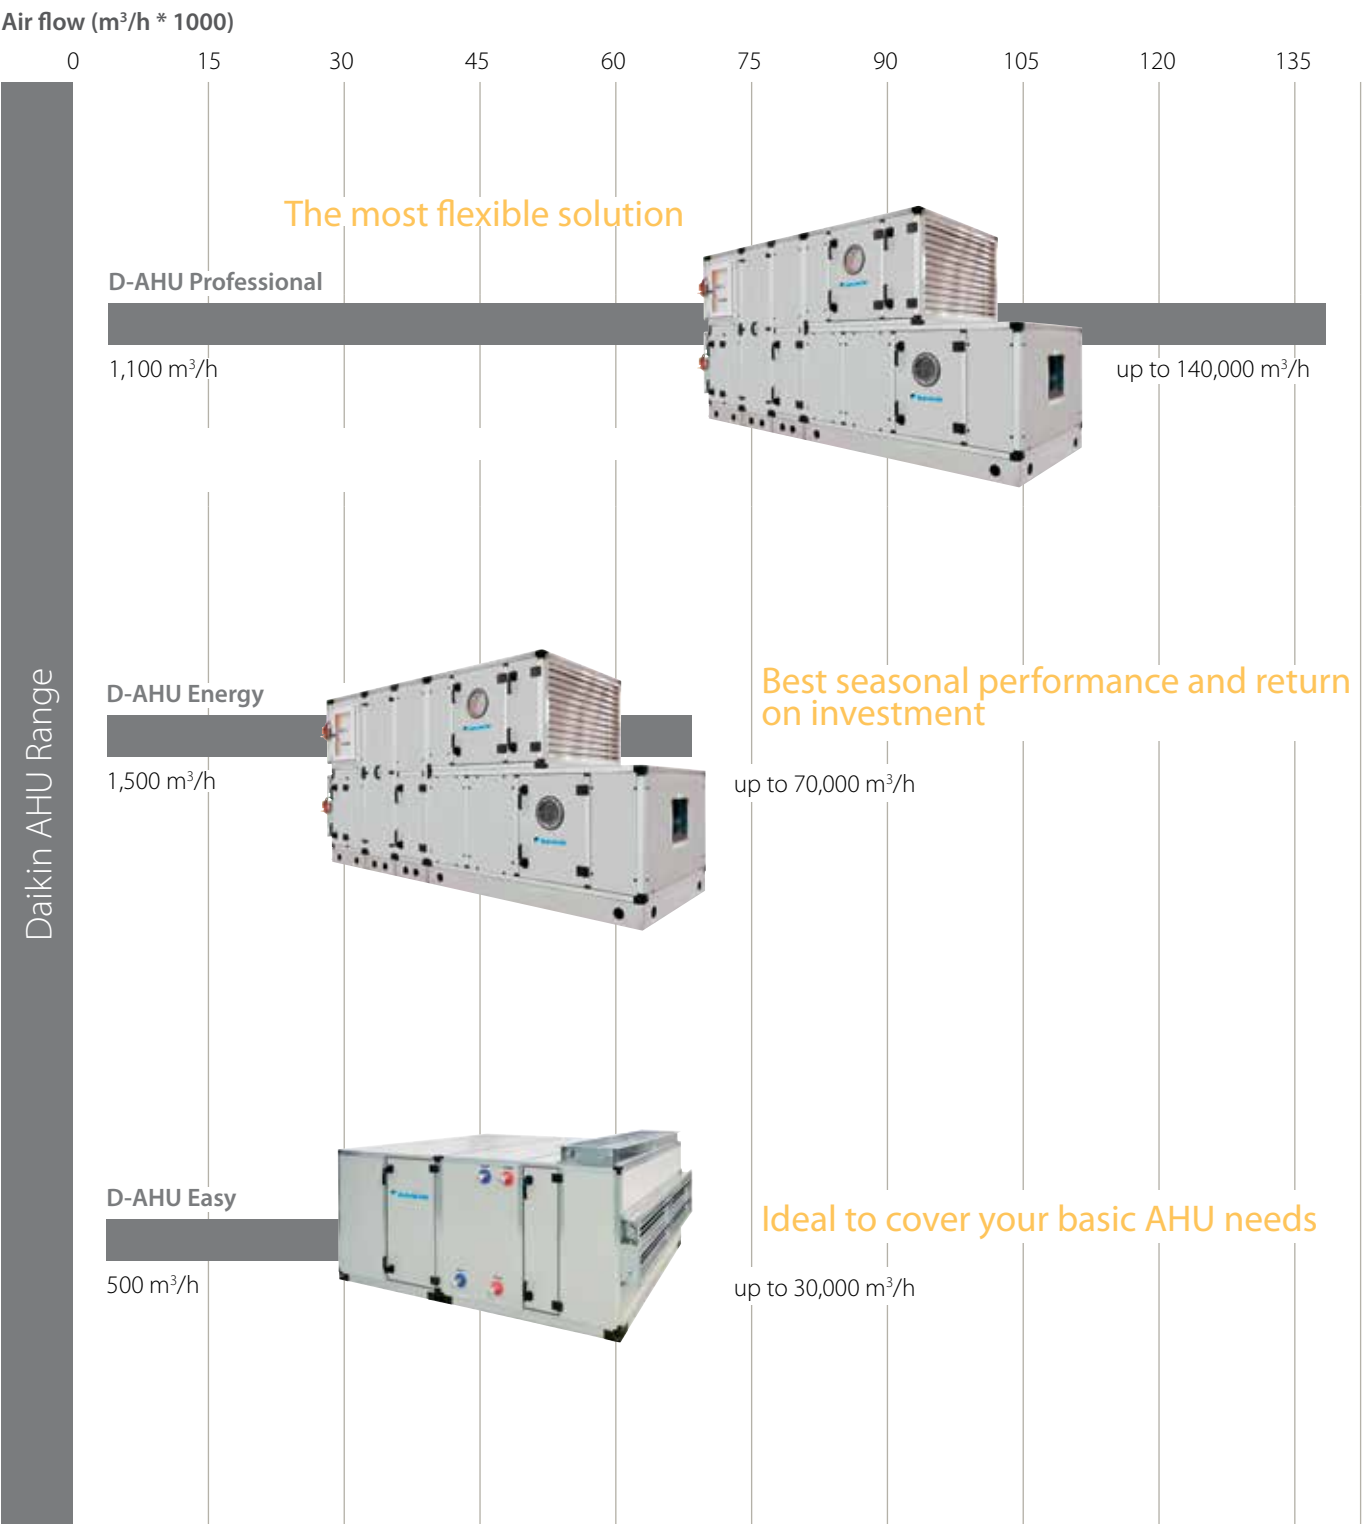 Air flow (m³/h * 1000)
0 15 30 45 60 75 90 105 120 135
Daikin AHU Range
The most flexible solution
D-AHU Professional
1,100 m³/h
up to 140,000 m³/h
D-AHU Energy
Best seasonal performance and return
on investment
1,500 m³/h
up to 70,000 m³/h
D-AHU Easy
Ideal to cover your basic AHU needs
500 m³/h
up to 30,000 m³/h